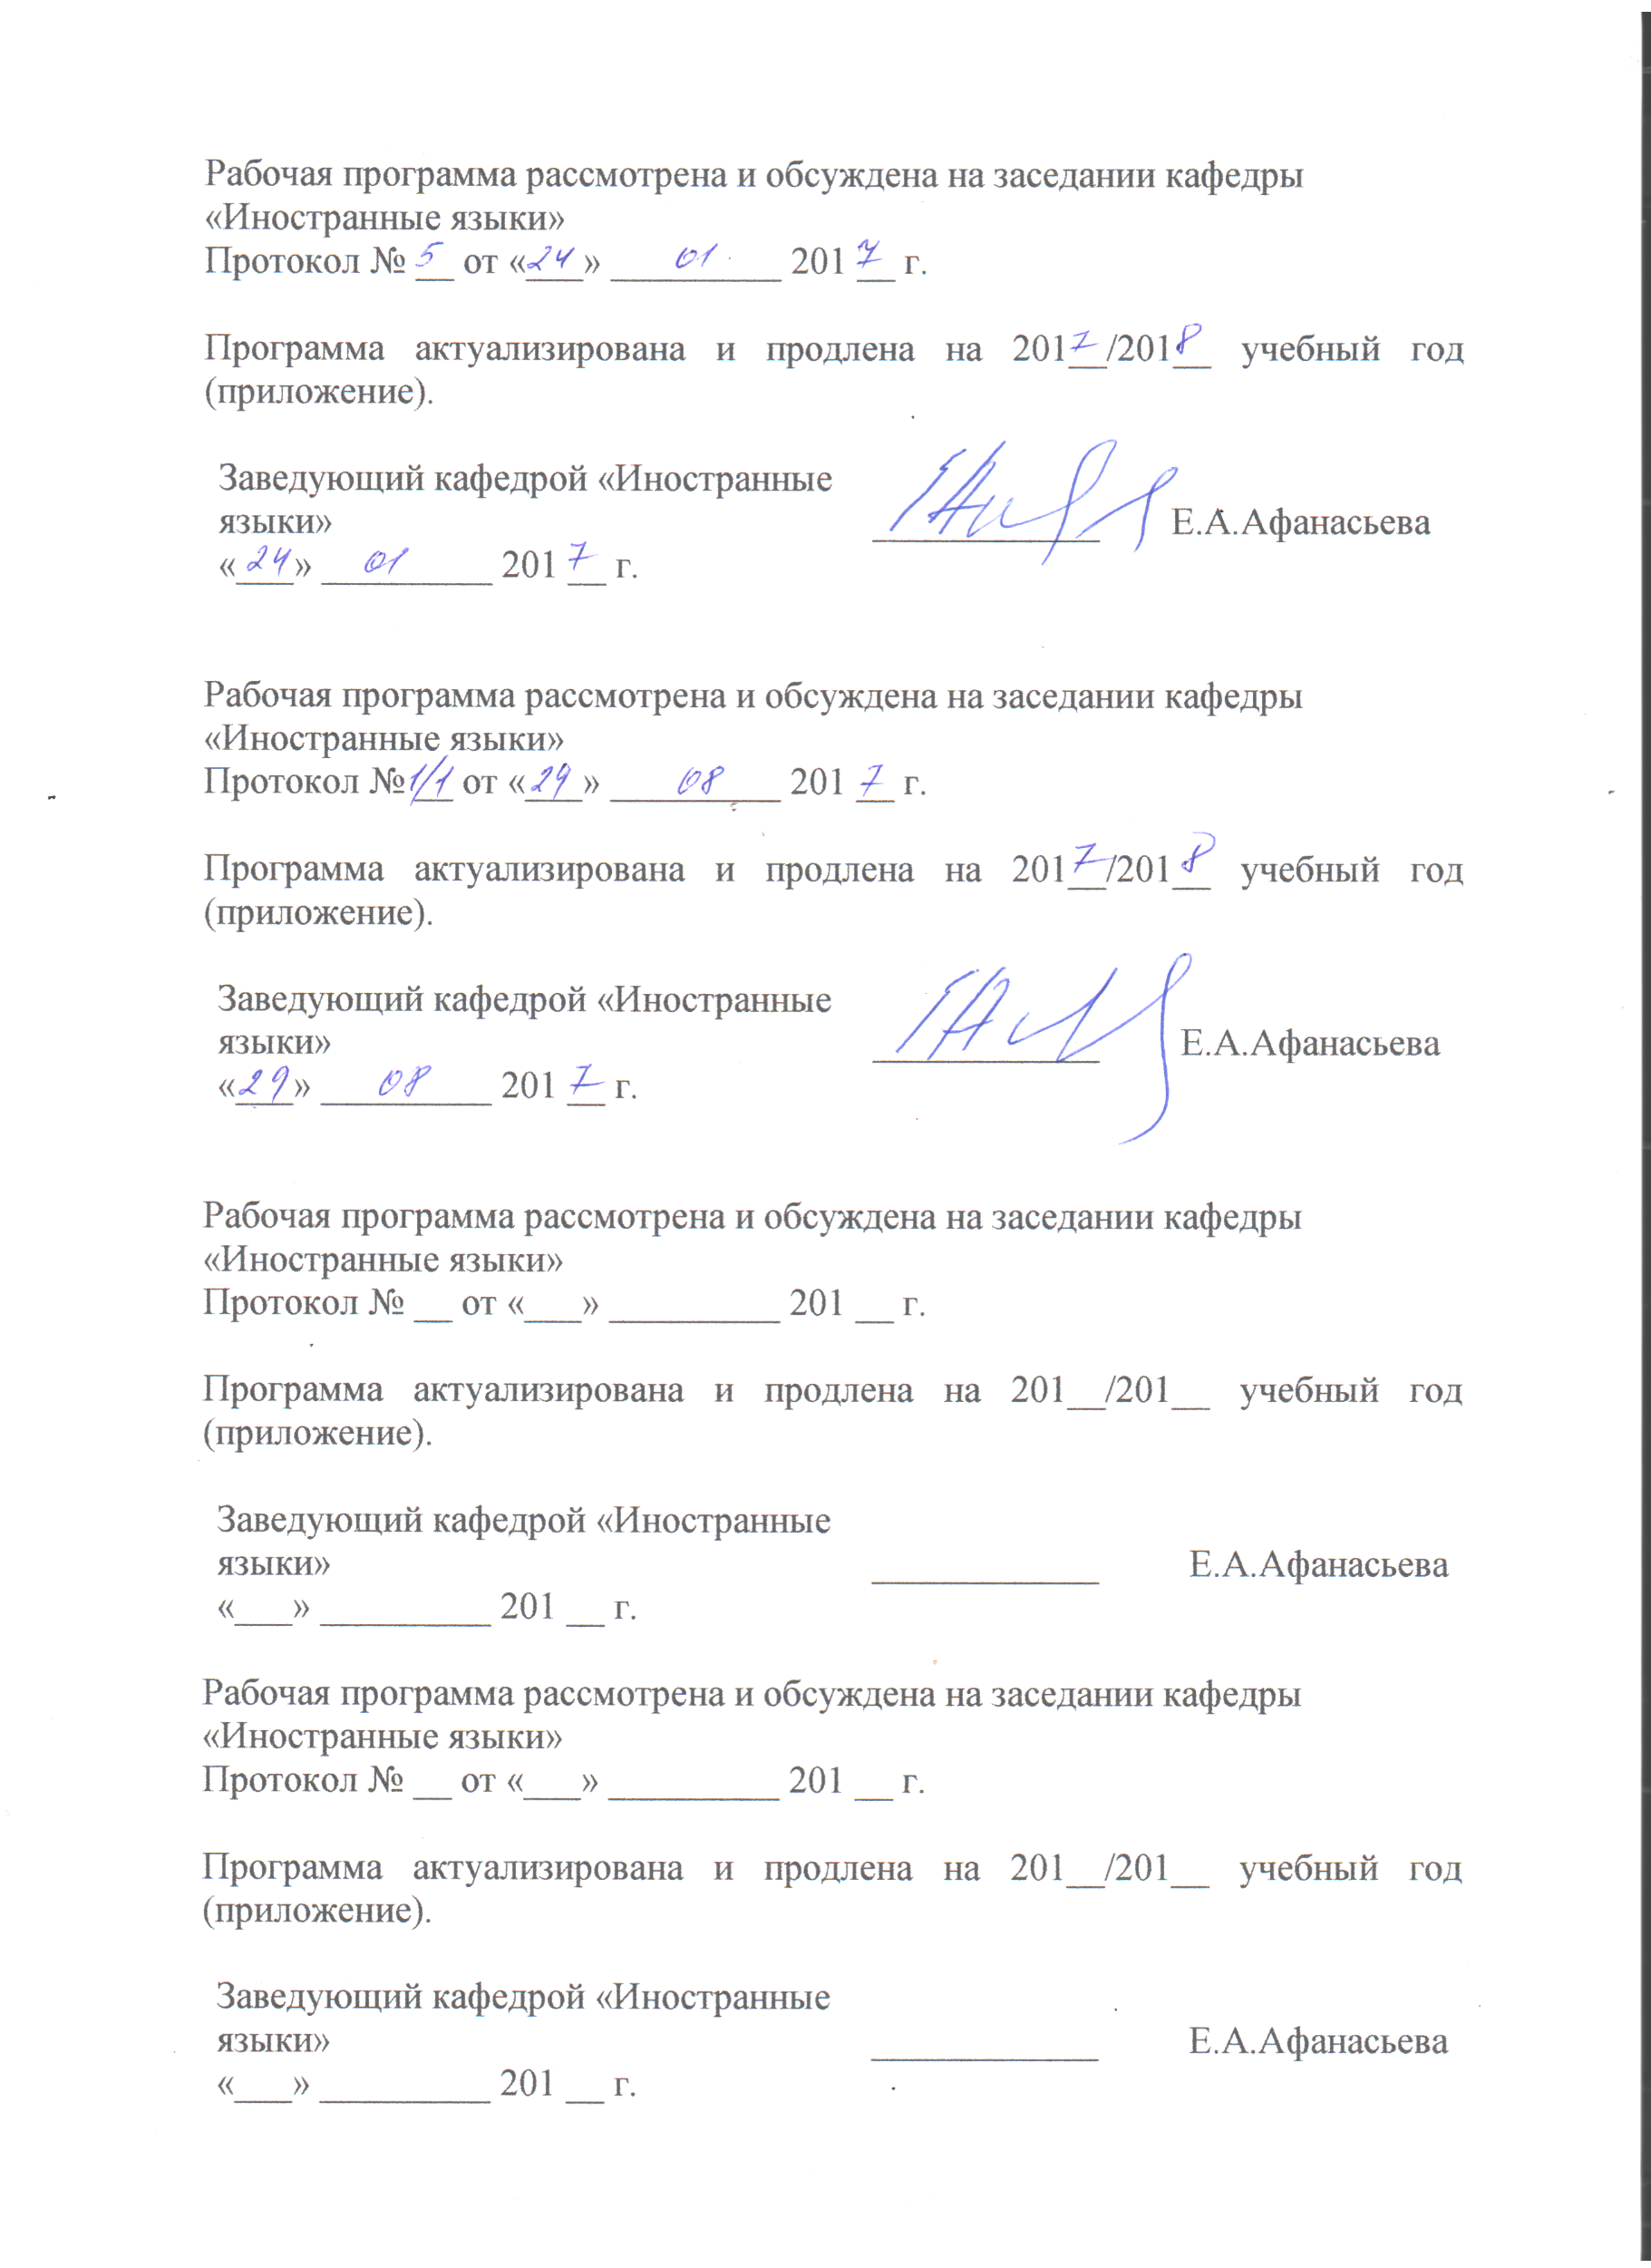 Рабочая программа рассмотрена и обсуждена на заседании кафедры
«Иностранные языки»
Протокол № 5 от «24» 01 2017 г.
Программа актуализирована и продлена на 2017/2018 учебный год
(приложение).
Заведующий кафедрой «Иностранные
языки» Е.А.Афанасьева
«24» 01 2017 г.
Рабочая программа рассмотрена и обсуждена на заседании кафедры
«Иностранные языки»
Протокол № 1/1 от «29» 08 2017 г.
Программа актуализирована и продлена на 2017/2018 учебный год
(приложение).
Заведующий кафедрой «Иностранные
языки» Е.А.Афанасьева
«29» 08 2017 г.
Рабочая программа рассмотрена и обсуждена на заседании кафедры
«Иностранные языки»
Протокол № __ от «___» _________ 201 __ г.
Программа актуализирована и продлена на 201__/201__ учебный год
(приложение).
Заведующий кафедрой «Иностранные
языки» ____________ Е.А.Афанасьева
«___» _________ 201 __ г.
Рабочая программа рассмотрена и обсуждена на заседании кафедры
«Иностранные языки»
Протокол № __ от «___» _________ 201 __ г.
Программа актуализирована и продлена на 201__/201__ учебный год
(приложение).
Заведующий кафедрой «Иностранные
языки» ____________ Е.А.Афанасьева
«___» _________ 201 __ г.